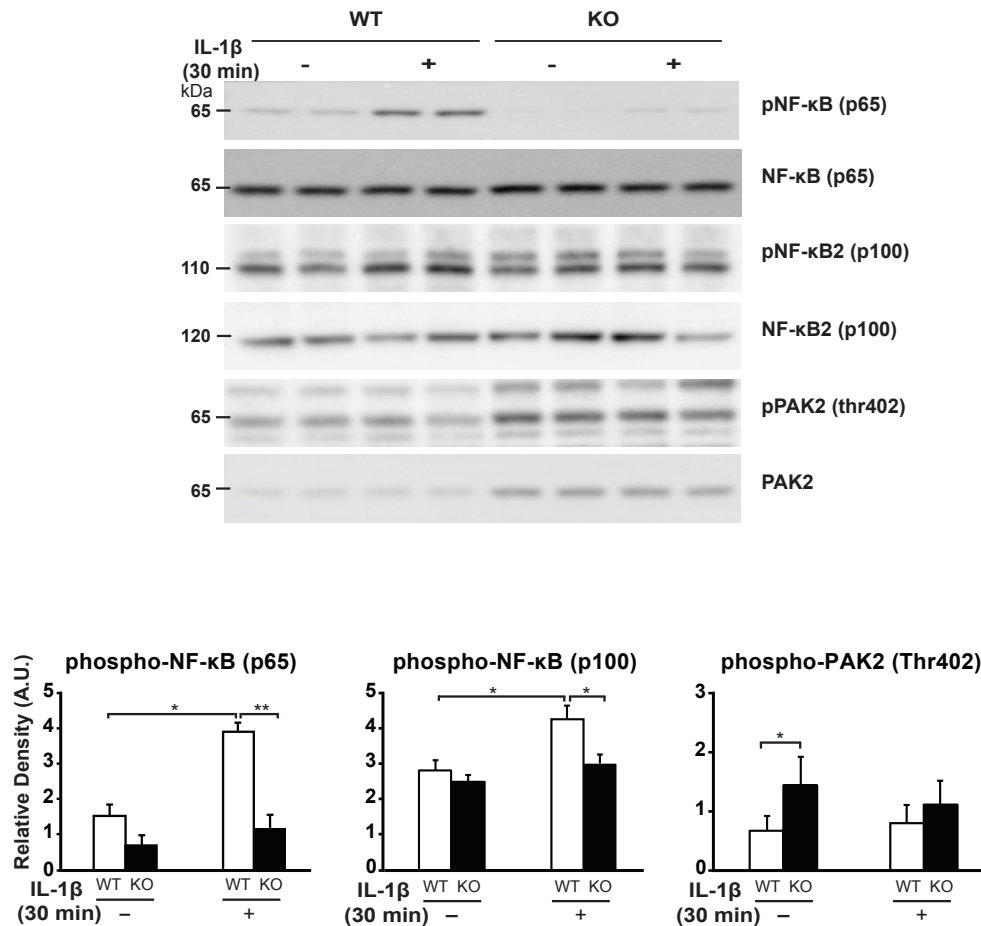 WT KO
IL-1β
(30 min) - + - +
kDa
65 pNF-κB (p65)
65 NF-κB (p65)
110 pNF-κB2 (p100)
120 NF-κB2 (p100)
65 pPAK2 (thr402)
65 PAK2
phospho-NF-κB (p65) phospho-NF-κB (p100) phospho-PAK2 (Thr402)
Relative Density (A.U.)
5
4
3
2
1
0
* **
WT KO WT KO
IL-1β
(30 min) – +
5
4
3
2
1
0
* *
WT KO WT KO
IL-1β
(30 min) – +
3
2
1
0
*
WT KO WT KO
IL-1β
(30 min) – +